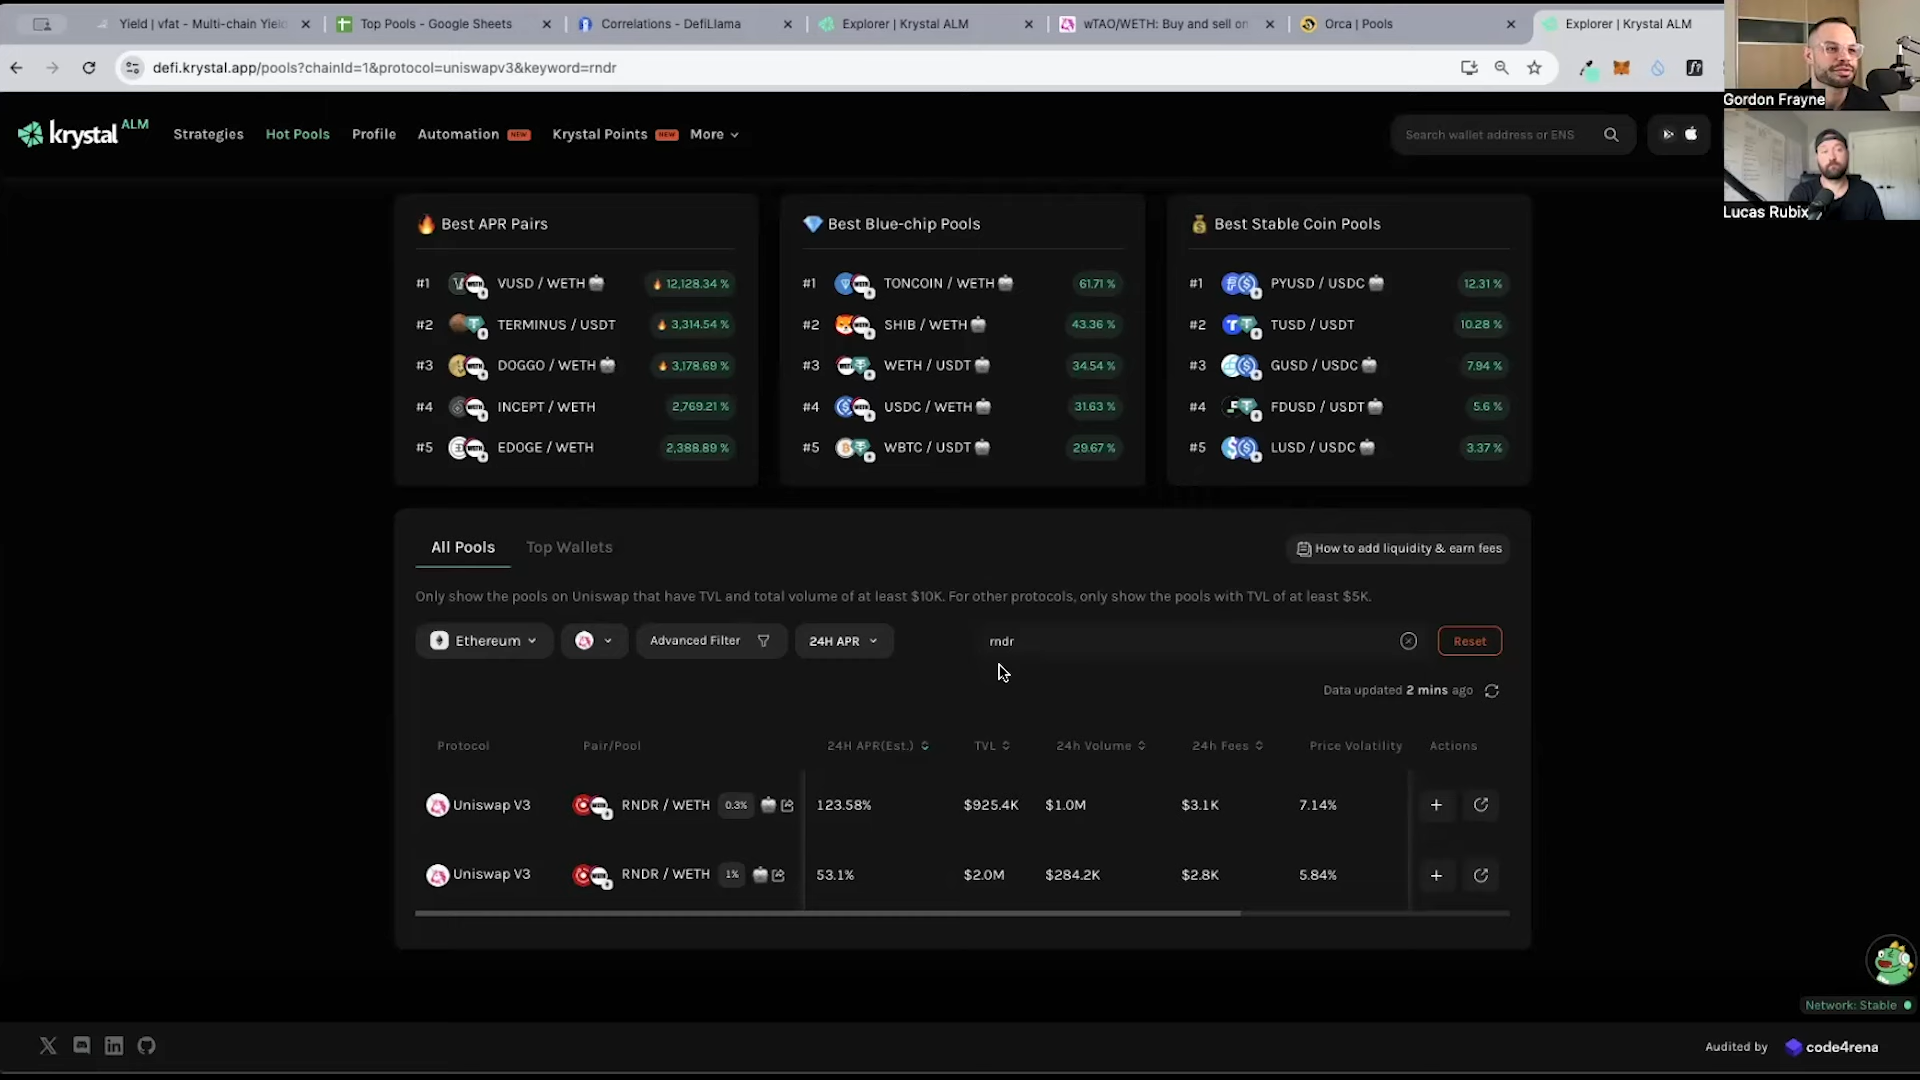 Yield | vfat - Multi-chain Yield
Top Pools - Google Sheets
Correlations - DefiLlama
Explorer | Krystal ALM
wTAO/WETH: Buy and sell on
Orca | Pools
Explorer | Krystal ALM
defi.krystal.app/pools?chainId=1&protocol=uniswapv3&keyword=rndr
Gordon Frayne
Lucas Rubix
krystal ALM
Strategies
Hot Pools
Profile
Automation NEW
Krystal Points NEW
More
Search wallet address or ENS
Best APR Pairs
#1 VUSD / WETH 12,128.34 %
#2 TERMINUS / USDT 3,314.54 %
#3 DOGGO / WETH 3,178.69 %
#4 INCEPT / WETH 2,769.21 %
#5 EDOGE / WETH 2,388.89 %
Best Blue-chip Pools
#1 TONCOIN / WETH 61.71 %
#2 SHIB / WETH 43.36 %
#3 WETH / USDT 34.54 %
#4 USDC / WETH 31.63 %
#5 WBTC / USDT 29.67 %
Best Stable Coin Pools
#1 PYUSD / USDC 12.31 %
#2 TUSD / USDT 10.28 %
#3 GUSD / USDC 7.94 %
#4 FDUSD / USDT 5.6 %
#5 LUSD / USDC 3.37 %
All Pools
Top Wallets
How to add liquidity & earn fees
Only show the pools on Uniswap that have TVL and total volume of at least $10K. For other protocols, only show the pools with TVL of at least $5K.
Ethereum
Advanced Filter
24H APR
rndr
Reset
Data updated 2 mins ago
Protocol Pair/Pool 24H APR(Est.) TVL 24h Volume 24h Fees Price Volatility Actions
Uniswap V3 RNDR / WETH 0.3% 123.58% $925.4K $1.0M $3.1K 7.14% +
Uniswap V3 RNDR / WETH 1% 53.1% $2.0M $284.2K $2.8K 5.84% +
Network: Stable
Audited by code4rena